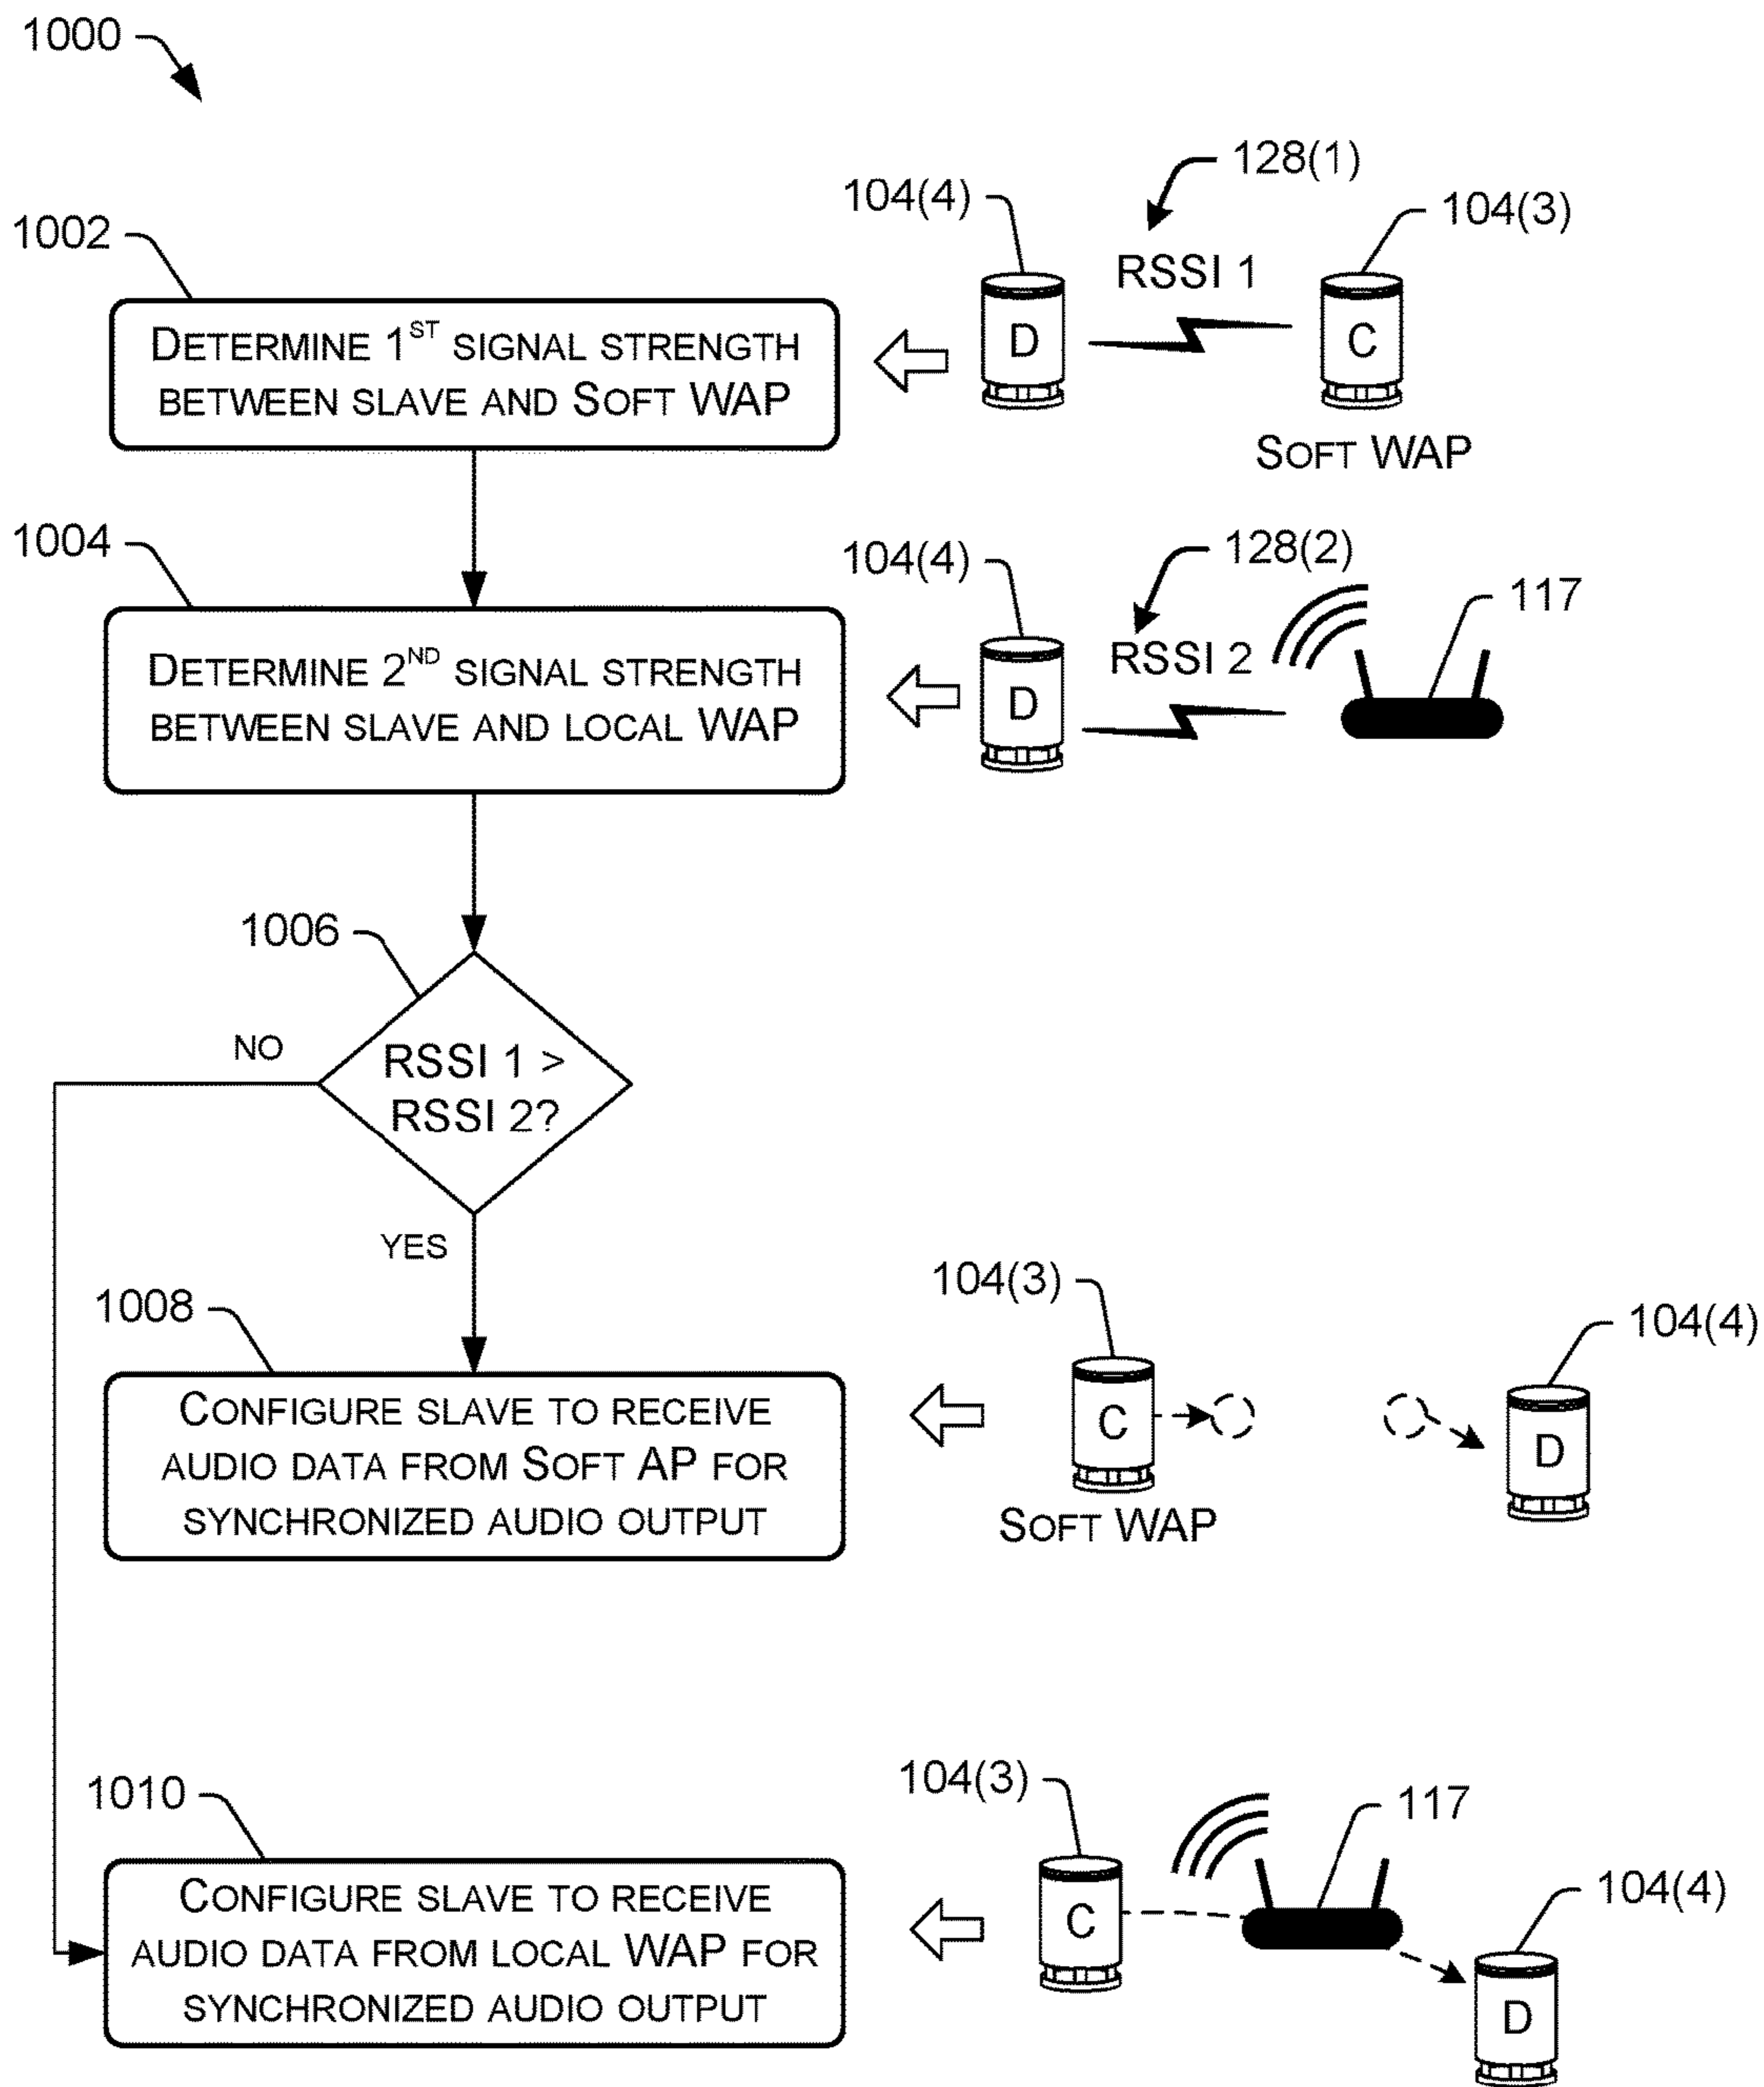 1000
128(1)
104(4)
104(3)
1002
RSSI 1
D
C
DETERMINE 1ST SIGNAL STRENGTH
BETWEEN SLAVE AND SOFT WAP
SOFT WAP
1004
104(4)
128(2)
117
RSSI 2
D
DETERMINE 2ND SIGNAL STRENGTH
BETWEEN SLAVE AND LOCAL WAP
1006
NO
RSSI 1 >
RSSI 2?
YES
1008
104(3)
104(4)
C
D
CONFIGURE SLAVE TO RECEIVE
AUDIO DATA FROM SOFT AP FOR
SYNCHRONIZED AUDIO OUTPUT
SOFT WAP
1010
104(3)
117
104(4)
C
D
CONFIGURE SLAVE TO RECEIVE
AUDIO DATA FROM LOCAL WAP FOR
SYNCHRONIZED AUDIO OUTPUT